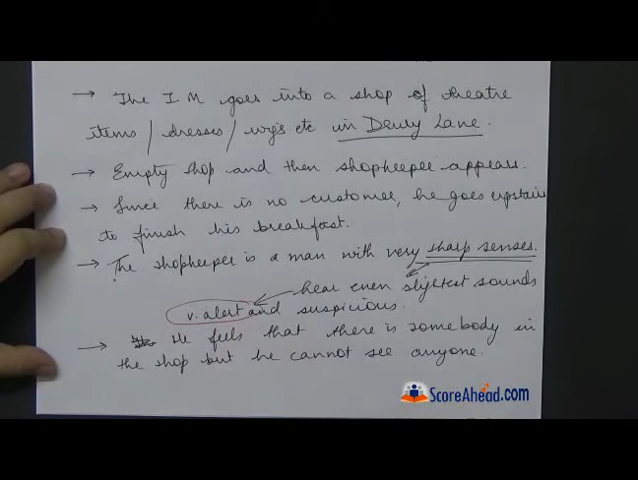 → The I M goes into a shop of theatre
items / dresses / wigs etc in Drury Lane.
→ Empty shop and then shopkeeper appears.
→ Since there is no customer, he goes upstairs
to finish his breakfast.
→ The shopkeeper is a man with very sharp senses.
hear even slightest sounds
v. alert and suspicious.
→ He feels that there is somebody in
the shop but he cannot see anyone.
ScoreAhead.com